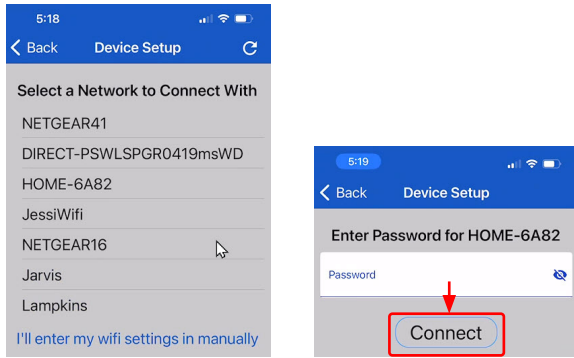 5:18
Back
Device Setup
Select a Network to Connect With
NETGEAR41
DIRECT-PSWLSPGR0419msWD
HOME-6A82
JessiWifi
NETGEAR16
Jarvis
Lampkins
I'll enter my wifi settings in manually
5:19
Back
Device Setup
Enter Password for HOME-6A82
Password
Connect